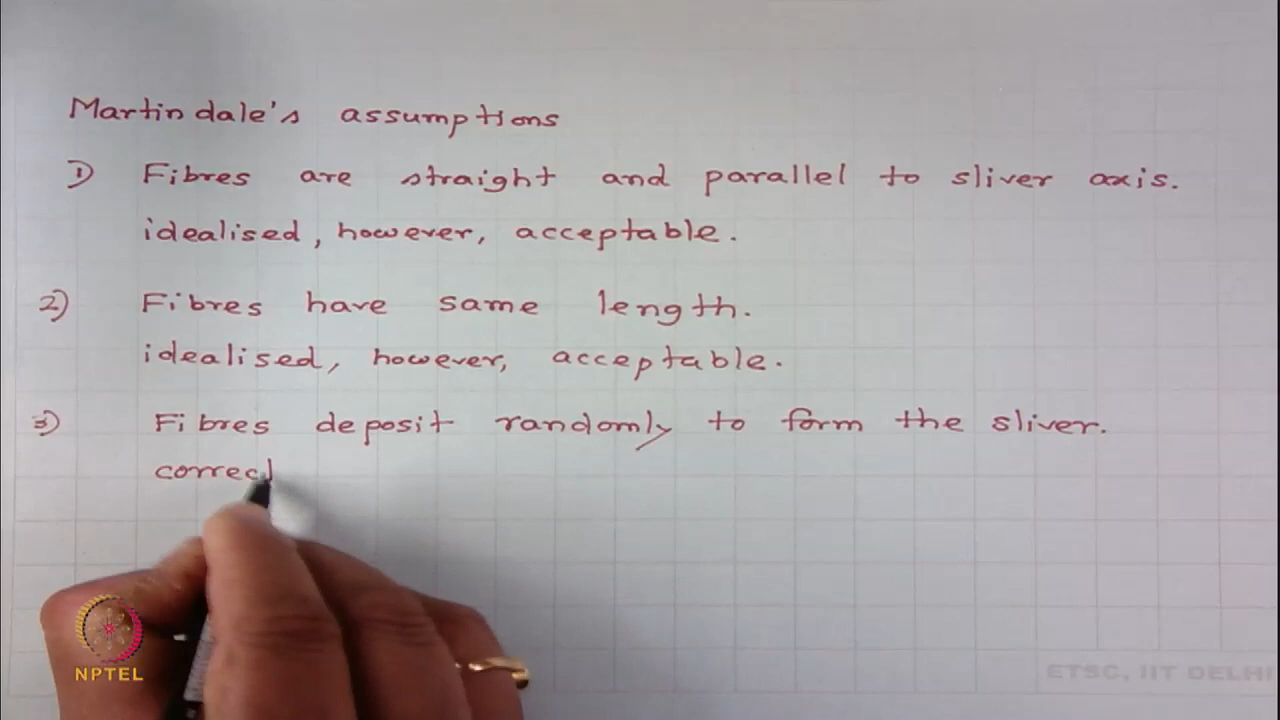 Martindale's assumptions
1) Fibres are straight and parallel to sliver axis.
idealised, however, acceptable.
2) Fibres have same length.
idealised, however, acceptable.
3) Fibres deposit randomly to form the sliver.
correct
NPTEL
ETSC, IIT DELHI